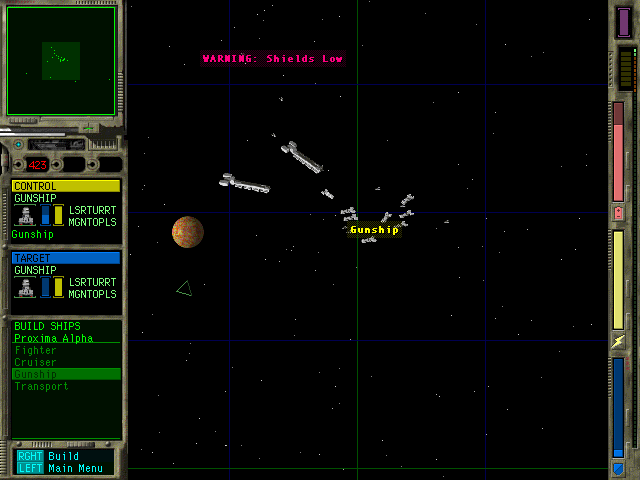 WARNING: Shields Low
423
CONTROL
GUNSHIP
LSRTURRT
MGNTOPLS
Gunship
TARGET
GUNSHIP
LSRTURRT
MGNTOPLS
BUILD SHIPS
Proxima Alpha
Fighter
Cruiser
Gunship
Transport
RGHT Build
LEFT Main Menu
Gunship